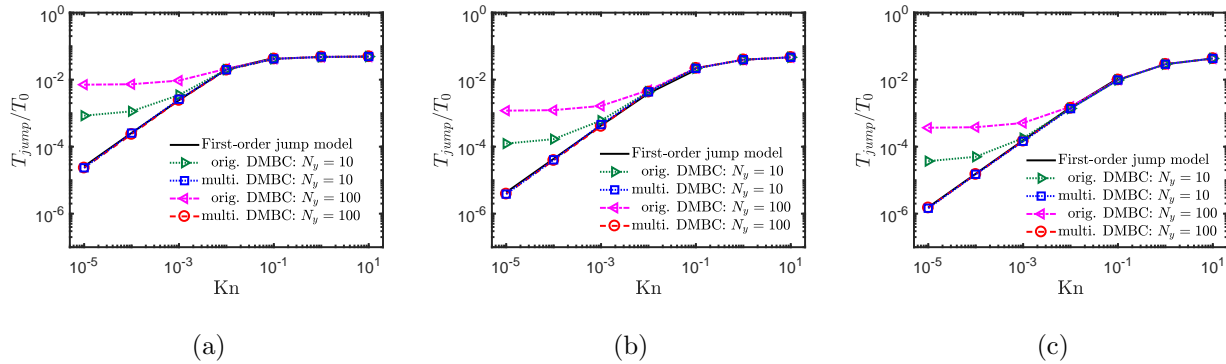 10^0
10^-2
10^-4
10^-6
T_jump/T_0
First-order jump model
orig. DMBC: N_y = 10
multi. DMBC: N_y = 10
orig. DMBC: N_y = 100
multi. DMBC: N_y = 100
10^-5 10^-3 10^-1 10^1
Kn
(a)
10^0
10^-2
10^-4
10^-6
T_jump/T_0
First-order jump model
orig. DMBC: N_y = 10
multi. DMBC: N_y = 10
orig. DMBC: N_y = 100
multi. DMBC: N_y = 100
10^-5 10^-3 10^-1 10^1
Kn
(b)
10^0
10^-2
10^-4
10^-6
T_jump/T_0
First-order jump model
orig. DMBC: N_y = 10
multi. DMBC: N_y = 10
orig. DMBC: N_y = 100
multi. DMBC: N_y = 100
10^-5 10^-3 10^-1 10^1
Kn
(c)